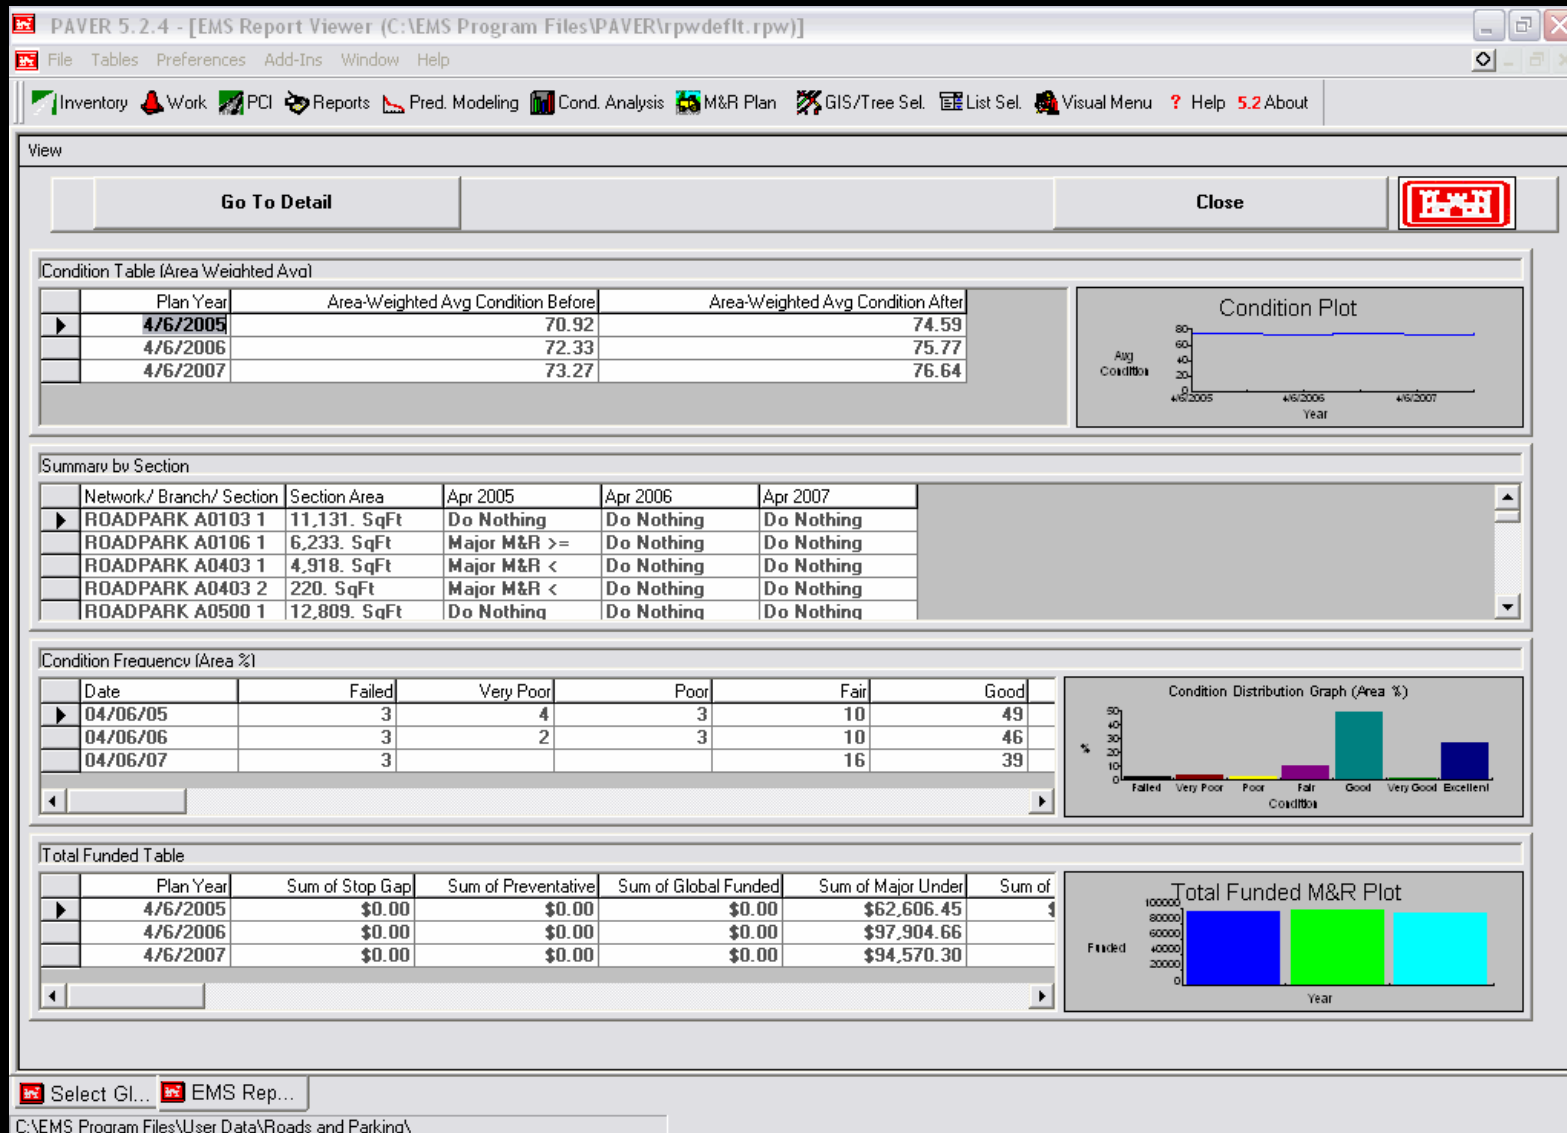 PAVER 5.2.4 - [EMS Report Viewer (C:\EMS Program Files\PAVER\rpwdeflt.rpw)]
File Tables Preferences Add-Ins Window Help
Inventory Work PCI Reports Pred. Modeling Cond. Analysis M&R Plan GIS/Tree Sel. List Sel. Visual Menu ? Help 5.2 About
View
Go To Detail Close
Condition Table (Area Weighted Avg)
Plan Year Area-Weighted Avg Condition Before Area-Weighted Avg Condition After
4/6/2005 70.92 74.59
4/6/2006 72.33 75.77
4/6/2007 73.27 76.64
Condition Plot
80
60
40
20
0
Avg
Condition
4/6/2005 4/6/2006 4/6/2007
Year
Summary by Section
Network/ Branch/ Section Section Area Apr 2005 Apr 2006 Apr 2007
ROADPARK A0103 1 11,131. SqFt Do Nothing Do Nothing Do Nothing
ROADPARK A0106 1 6,233. SqFt Major M&R >= Do Nothing Do Nothing
ROADPARK A0403 1 4,918. SqFt Major M&R < Do Nothing Do Nothing
ROADPARK A0403 2 220. SqFt Major M&R < Do Nothing Do Nothing
ROADPARK A0500 1 12,809. SqFt Do Nothing Do Nothing Do Nothing
Condition Frequency (Area %)
Date Failed Very Poor Poor Fair Good
04/06/05 3 4 3 10 49
04/06/06 3 2 3 10 46
04/06/07 3 16 39
Condition Distribution Graph (Area %)
50
40
30
20
10
0
%
Failed Very Poor Poor Fair Good Very Good Excellent
Condition
Total Funded Table
Plan Year Sum of Stop Gap Sum of Preventative Sum of Global Funded Sum of Major Under Sum of
4/6/2005 $0.00 $0.00 $0.00 $62,606.45 $
4/6/2006 $0.00 $0.00 $0.00 $97,904.66
4/6/2007 $0.00 $0.00 $0.00 $94,570.30
Total Funded M&R Plot
100000
80000
60000
40000
20000
0
Funded
Year
Select Gl... EMS Rep...
C:\EMS Program Files\User Data\Roads and Parking\